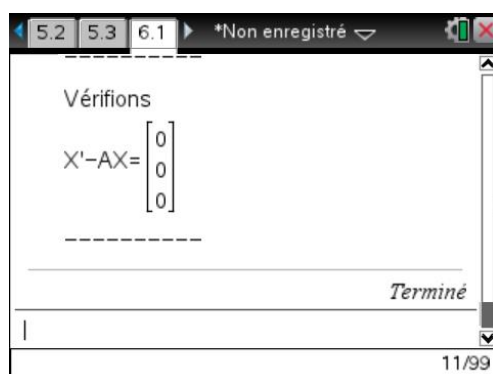 5.2 5.3 6.1 *Non enregistré
----------
Vérifions
X'−AX=[0
0
0]
----------
Terminé
11/99